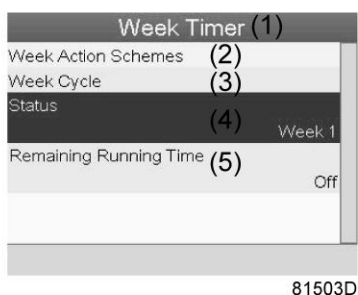 Week Timer (1)
Week Action Schemes (2)
Week Cycle (3)
Status
(4)
Week 1
Remaining Running Time (5)
Off
81503D